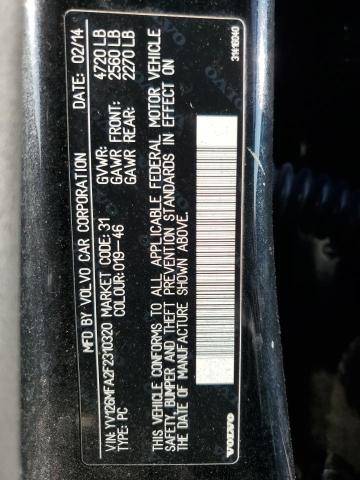 MFD BY VOLVO CAR CORPORATION DATE: 02/14
GVWR: 4720 LB
GAWR FRONT: 2560 LB
GAWR REAR: 2270 LB
VIN: YV126MFA2F2310320 MARKET CODE: 31
TYPE: PC COLOUR: 019-46
THIS VEHICLE CONFORMS TO ALL APPLICABLE FEDERAL MOTOR VEHICLE
SAFETY, BUMPER AND THEFT PREVENTION STANDARDS IN EFFECT ON
THE DATE OF MANUFACTURE SHOWN ABOVE.
VOLVO
31416040